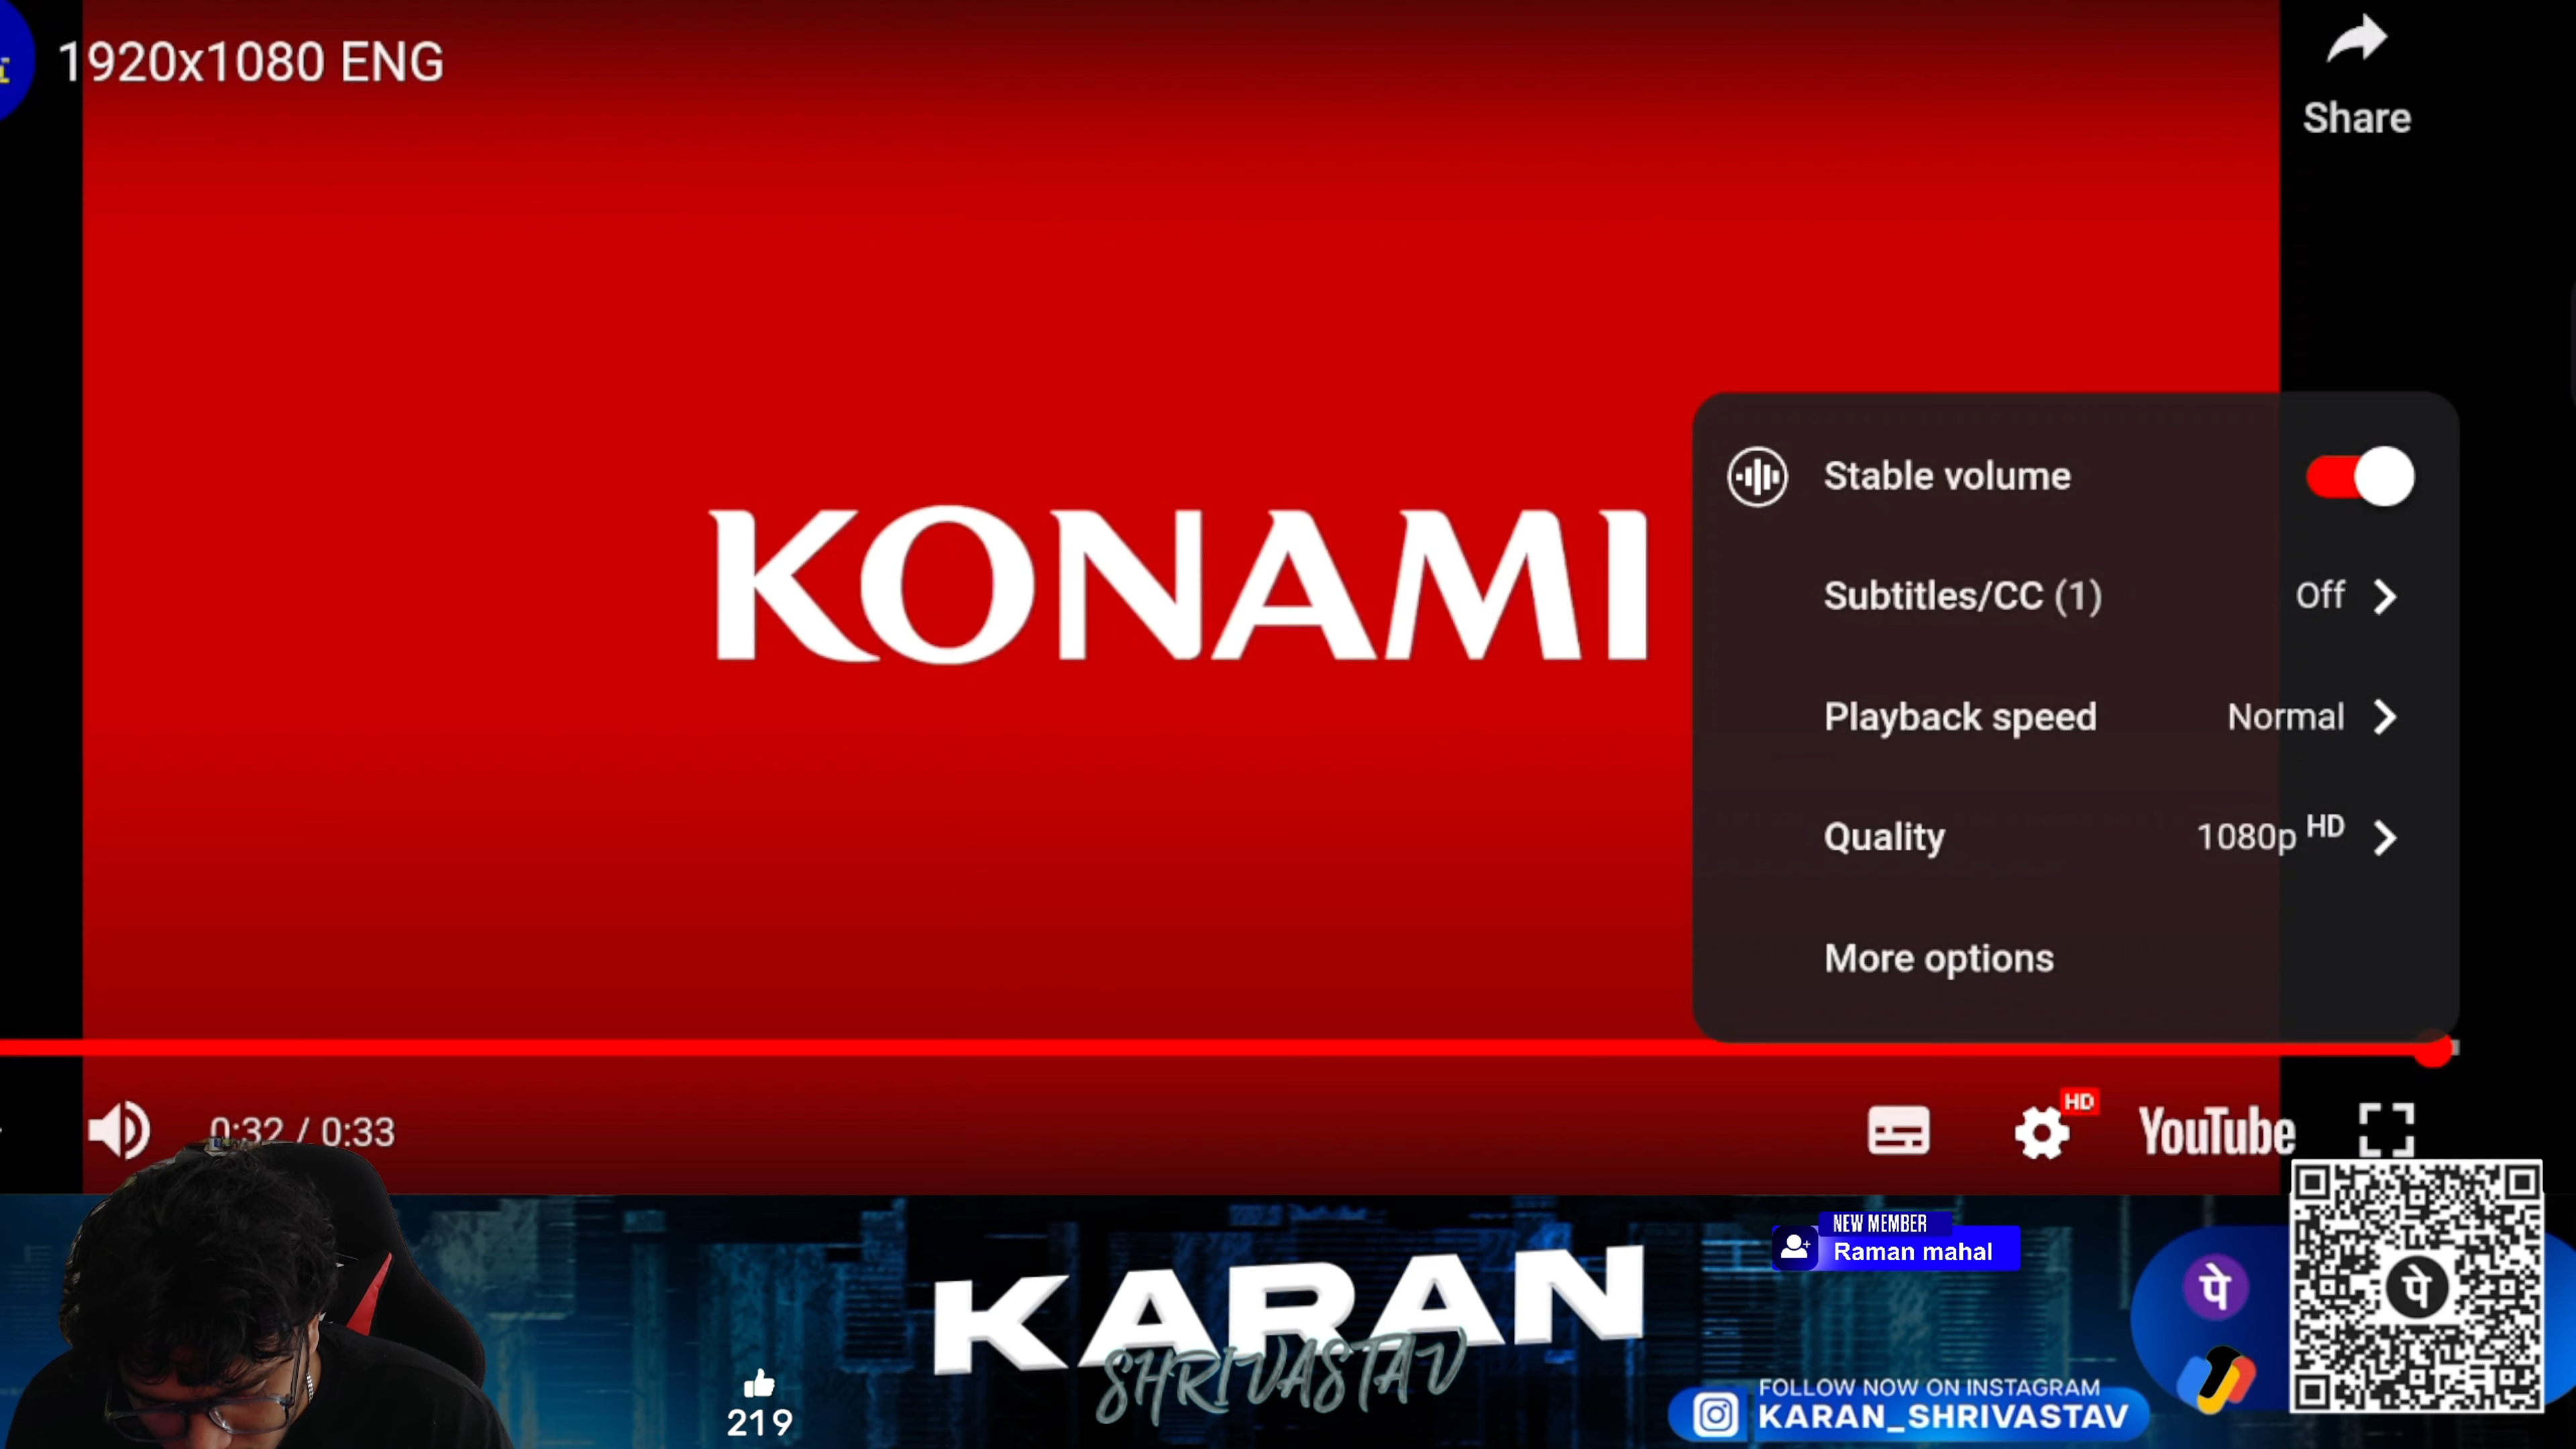 1920x1080 ENG
Share
KONAMI
Stable volume
Subtitles/CC (1) Off
Playback speed Normal
Quality 1080p HD
More options
0:32 / 0:33
HD
YouTube
NEW MEMBER
Raman mahal
KARAN
SHRIVASTAV
219
FOLLOW NOW ON INSTAGRAM
KARAN_SHRIVASTAV
पे
पे